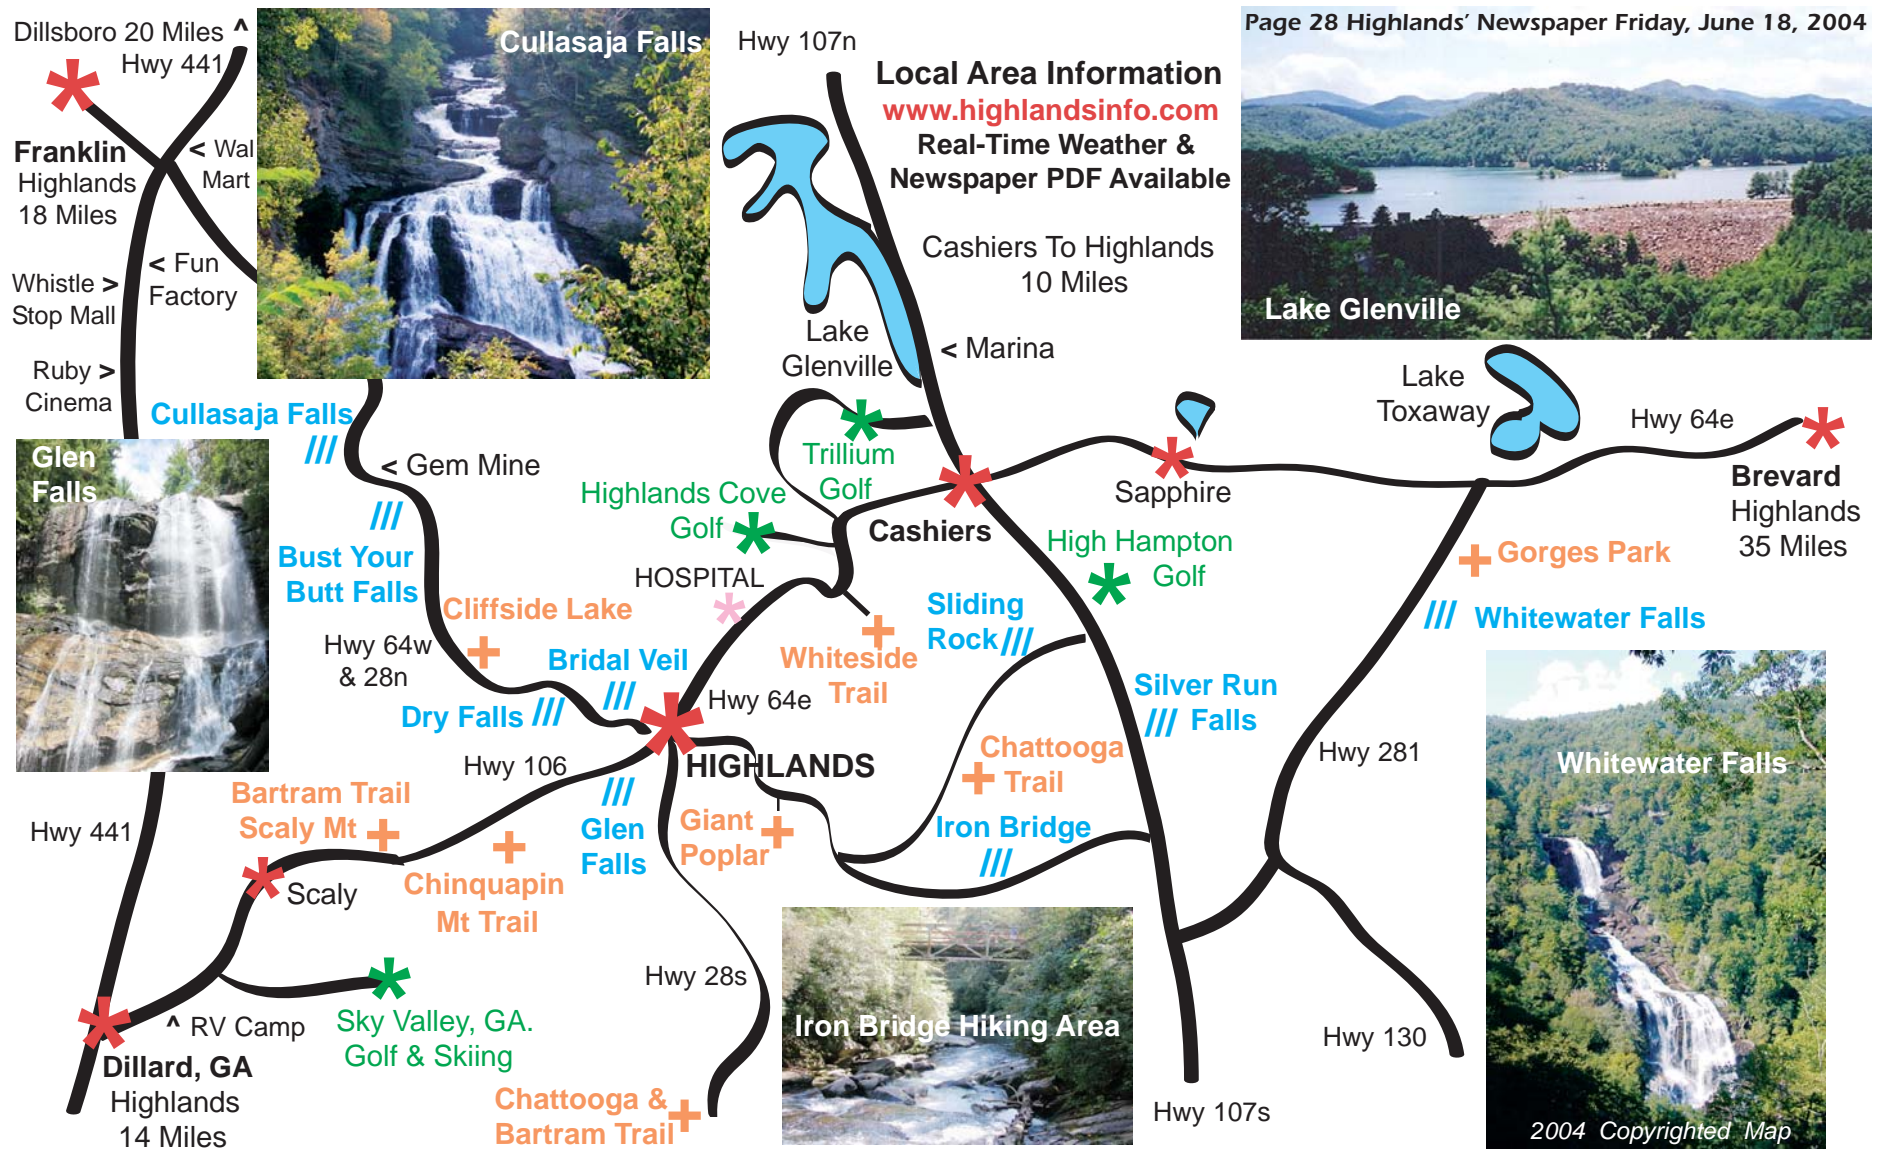 Page 28 Highlands' Newspaper Friday, June 18, 2004
Dillsboro 20 Miles ^
Hwy 441
Cullasaja Falls
Hwy 107n
Local Area Information
www.highlandsinfo.com
Real-Time Weather &
Newspaper PDF Available
Franklin
Highlands
18 Miles
< Wal
Mart
Cashiers To Highlands
10 Miles
< Fun
Factory
Whistle >
Stop Mall
Lake Glenville
Lake
Glenville
< Marina
Ruby >
Cinema
Lake
Toxaway
Hwy 64e
Cullasaja Falls
Glen
Falls
< Gem Mine
Trillium
Golf
Highlands Cove
Golf
Cashiers
Sapphire
Brevard
Highlands
35 Miles
High Hampton
Golf
Gorges Park
Bust Your
Butt Falls
HOSPITAL
Cliffside Lake
Sliding
Rock
Whitewater Falls
Hwy 64w
& 28n
Bridal Veil
Whiteside
Trail
Hwy 64e
Silver Run
Falls
Dry Falls
HIGHLANDS
Hwy 106
Chattooga
Trail
Hwy 281
Whitewater Falls
Bartram Trail
Scaly Mt
Hwy 441
Glen
Falls
Giant
Poplar
Iron Bridge
Scaly
Chinquapin
Mt Trail
Hwy 28s
^ RV Camp
Sky Valley, GA.
Golf & Skiing
Iron Bridge Hiking Area
Hwy 130
Dillard, GA
Highlands
14 Miles
Chattooga &
Bartram Trail
Hwy 107s
2004 Copyrighted Map